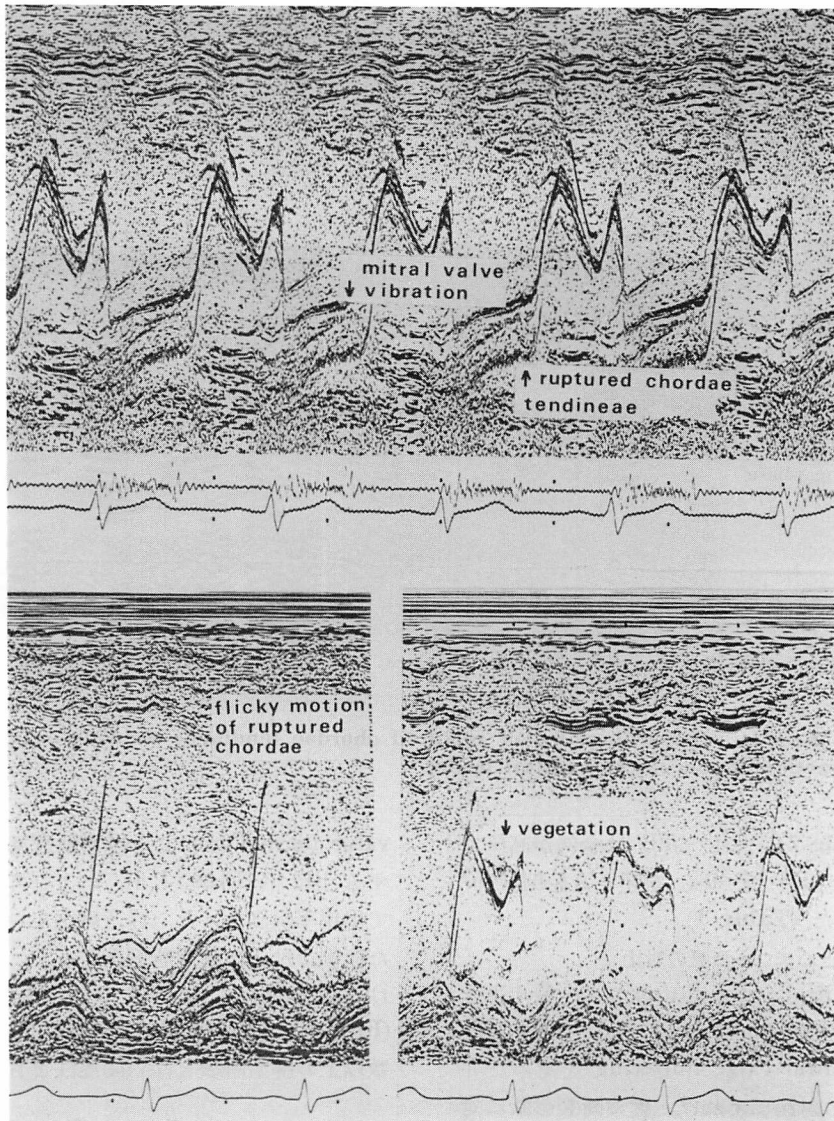 mitral valve
↓ vibration
↑ ruptured chordae
tendineae
flicky motion
of ruptured
chordae
↓ vegetation